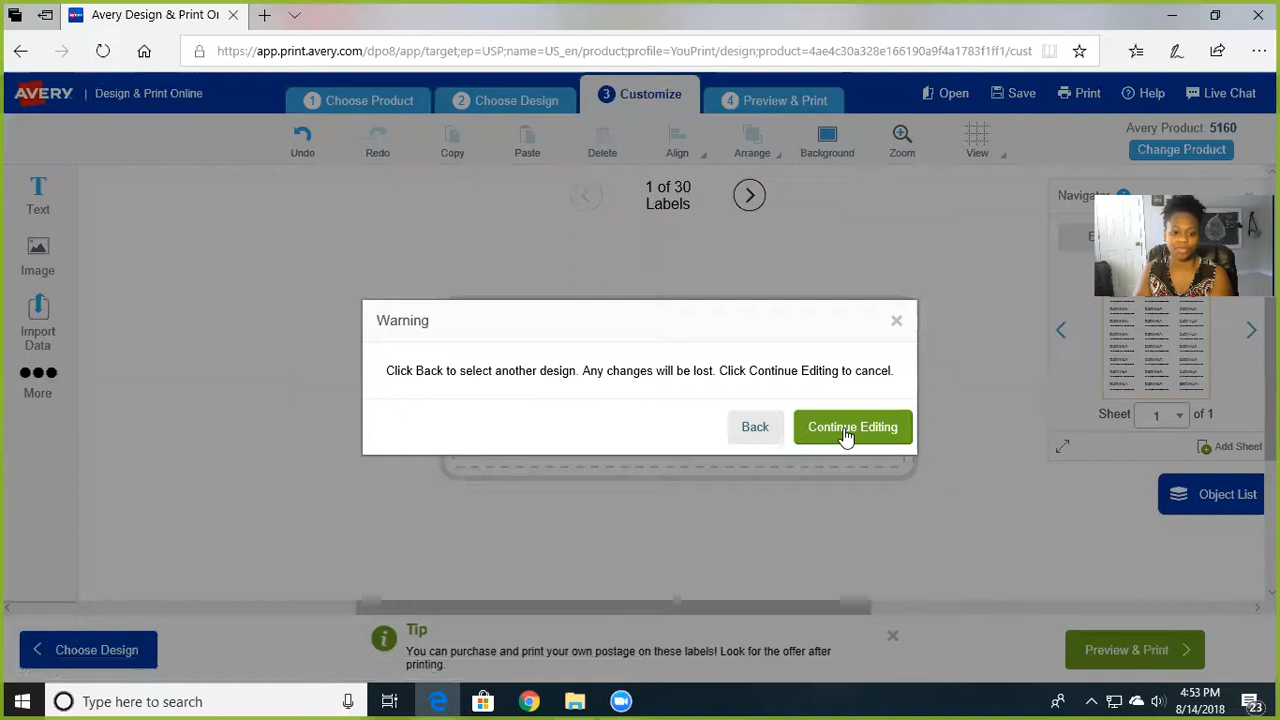 Avery Design & Print On
https://app.print.avery.com/dpo8/app/target;ep=USP;name=US_en/product;profile=YouPrint/design;product=4ae4c30a328e166190a9f4a1783f1ff1/cust
AVERY Design & Print Online
1 Choose Product
2 Choose Design
3 Customize
4 Preview & Print
Open Save Print Help Live Chat
Undo Redo Copy Paste Delete Align Arrange Background Zoom View
Avery Product: 5160
Change Product
Text
Image
Import
Data
More
1 of 30
Labels
Navigator
Warning
Click Back to select another design. Any changes will be lost. Click Continue Editing to cancel.
Back
Continue Editing
Sheet 1 of 1
Add Sheet
Object List
Choose Design
Tip
You can purchase and print your own postage on these labels! Look for the offer after
printing.
Preview & Print
Type here to search
4:53 PM
8/14/2018
23